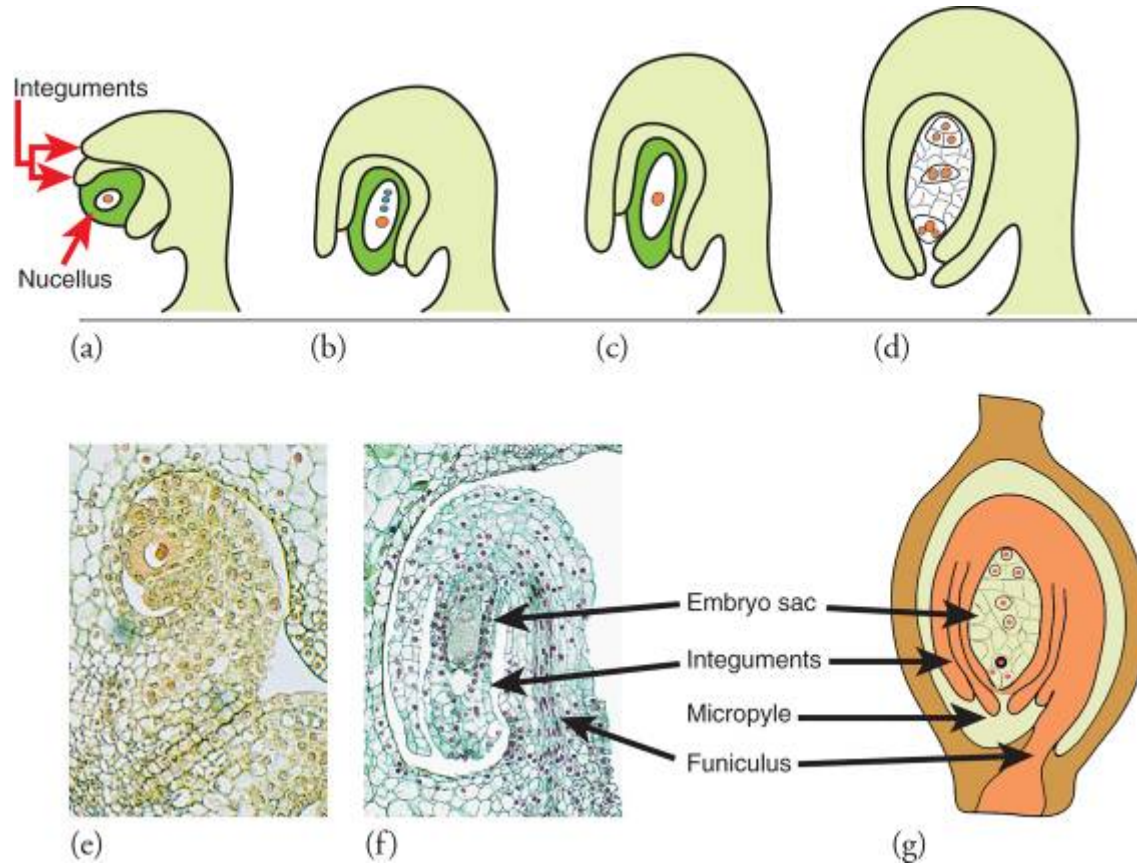 Integuments
Nucellus
(a)
(b)
(c)
(d)
Embryo sac
Integuments
Micropyle
Funiculus
(e)
(f)
(g)